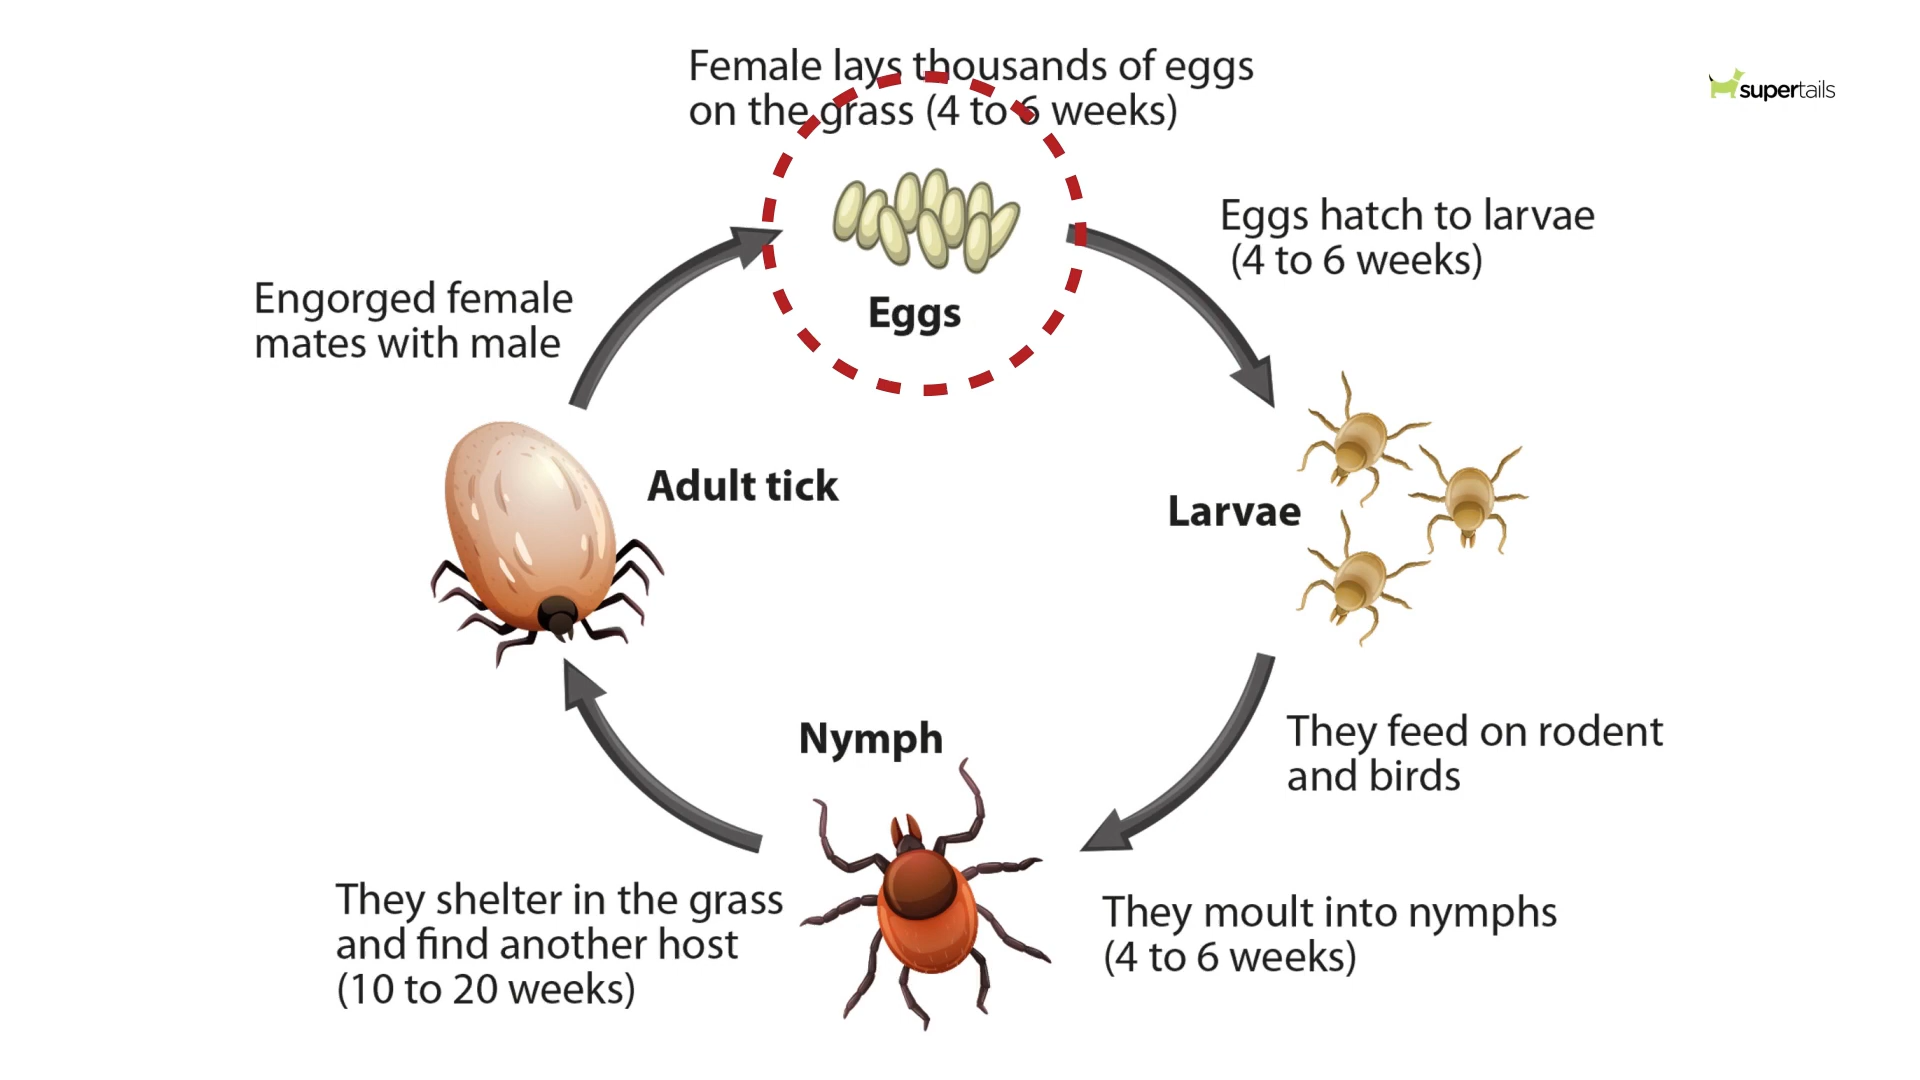 Female lays thousands of eggs
on the grass (4 to 6 weeks)
supertails
Eggs hatch to larvae
(4 to 6 weeks)
Engorged female
mates with male
Eggs
Adult tick
Larvae
Nymph
They feed on rodent
and birds
They shelter in the grass
and find another host
(10 to 20 weeks)
They moult into nymphs
(4 to 6 weeks)